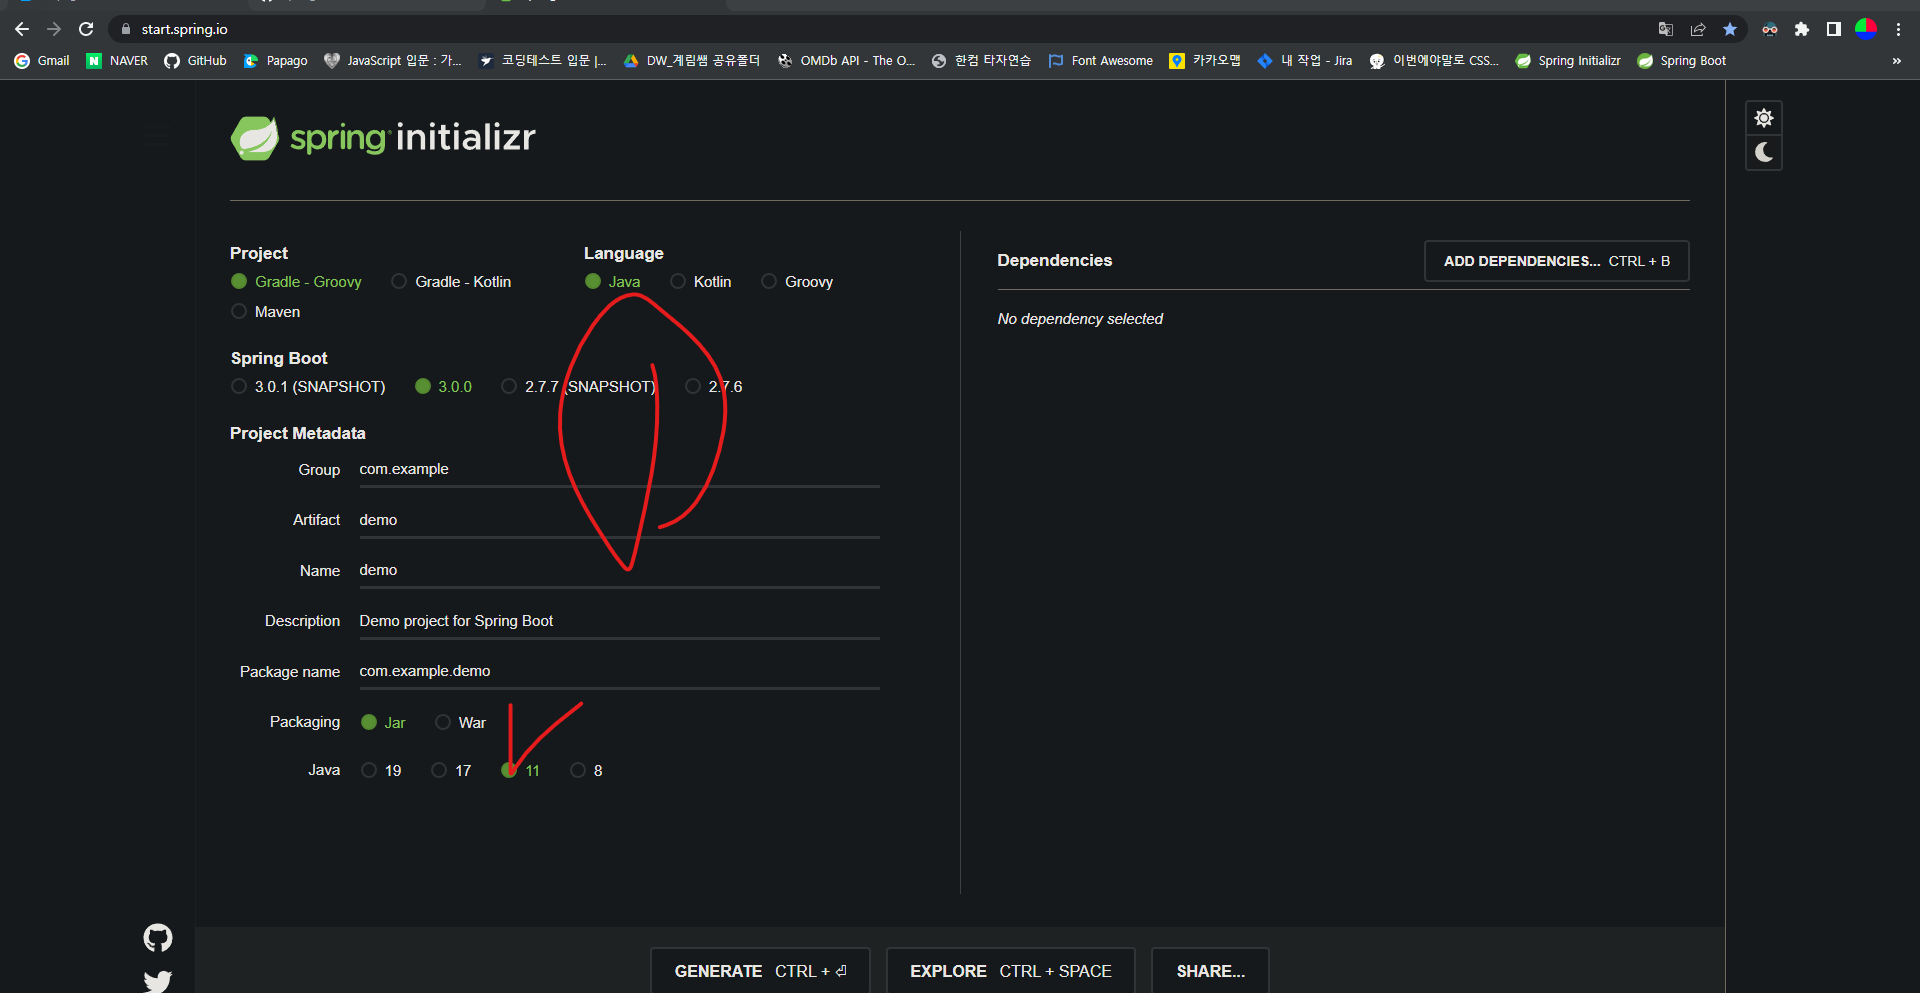 start.spring.io
Gmail NAVER GitHub Papago JavaScript 입문 : 가... 코딩테스트 입문 |... DW_계림쌤 공유폴더 OMDb API - The O... 한컴 타자연습 Font Awesome 카카오맵 내 작업 - Jira 이번에야말로 CSS... Spring Initializr Spring Boot »
spring initializr
Project Language
Gradle - Groovy Gradle - Kotlin Java Kotlin Groovy
Maven
Dependencies ADD DEPENDENCIES... CTRL + B
No dependency selected
Spring Boot
3.0.1 (SNAPSHOT) 3.0.0 2.7.7 (SNAPSHOT) 2.7.6
Project Metadata
Group com.example
Artifact demo
Name demo
Description Demo project for Spring Boot
Package name com.example.demo
Packaging Jar War
Java 19 17 11 8
GENERATE CTRL + ⏎ EXPLORE CTRL + SPACE SHARE...